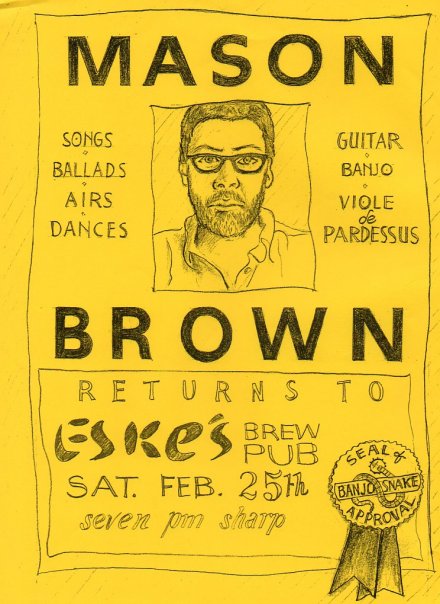 MASON
SONGS
BALLADS
AIRS
DANCES
GUITAR
BANJO
VIOLE
de
PARDESSUS
BROWN
RETURNS TO
ESKE'S BREW PUB
SAT. FEB. 25th
seven pm sharp
SEAL of
BANJO SNAKE
APPROVAL